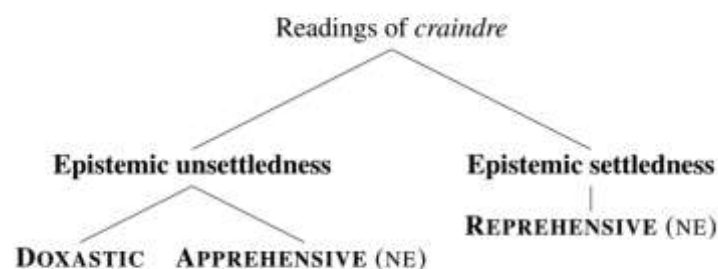 Readings of craindre
Epistemic unsettledness
Epistemic settledness
REPREHENSIVE (NE)
DOXASTIC
APPREHENSIVE (NE)